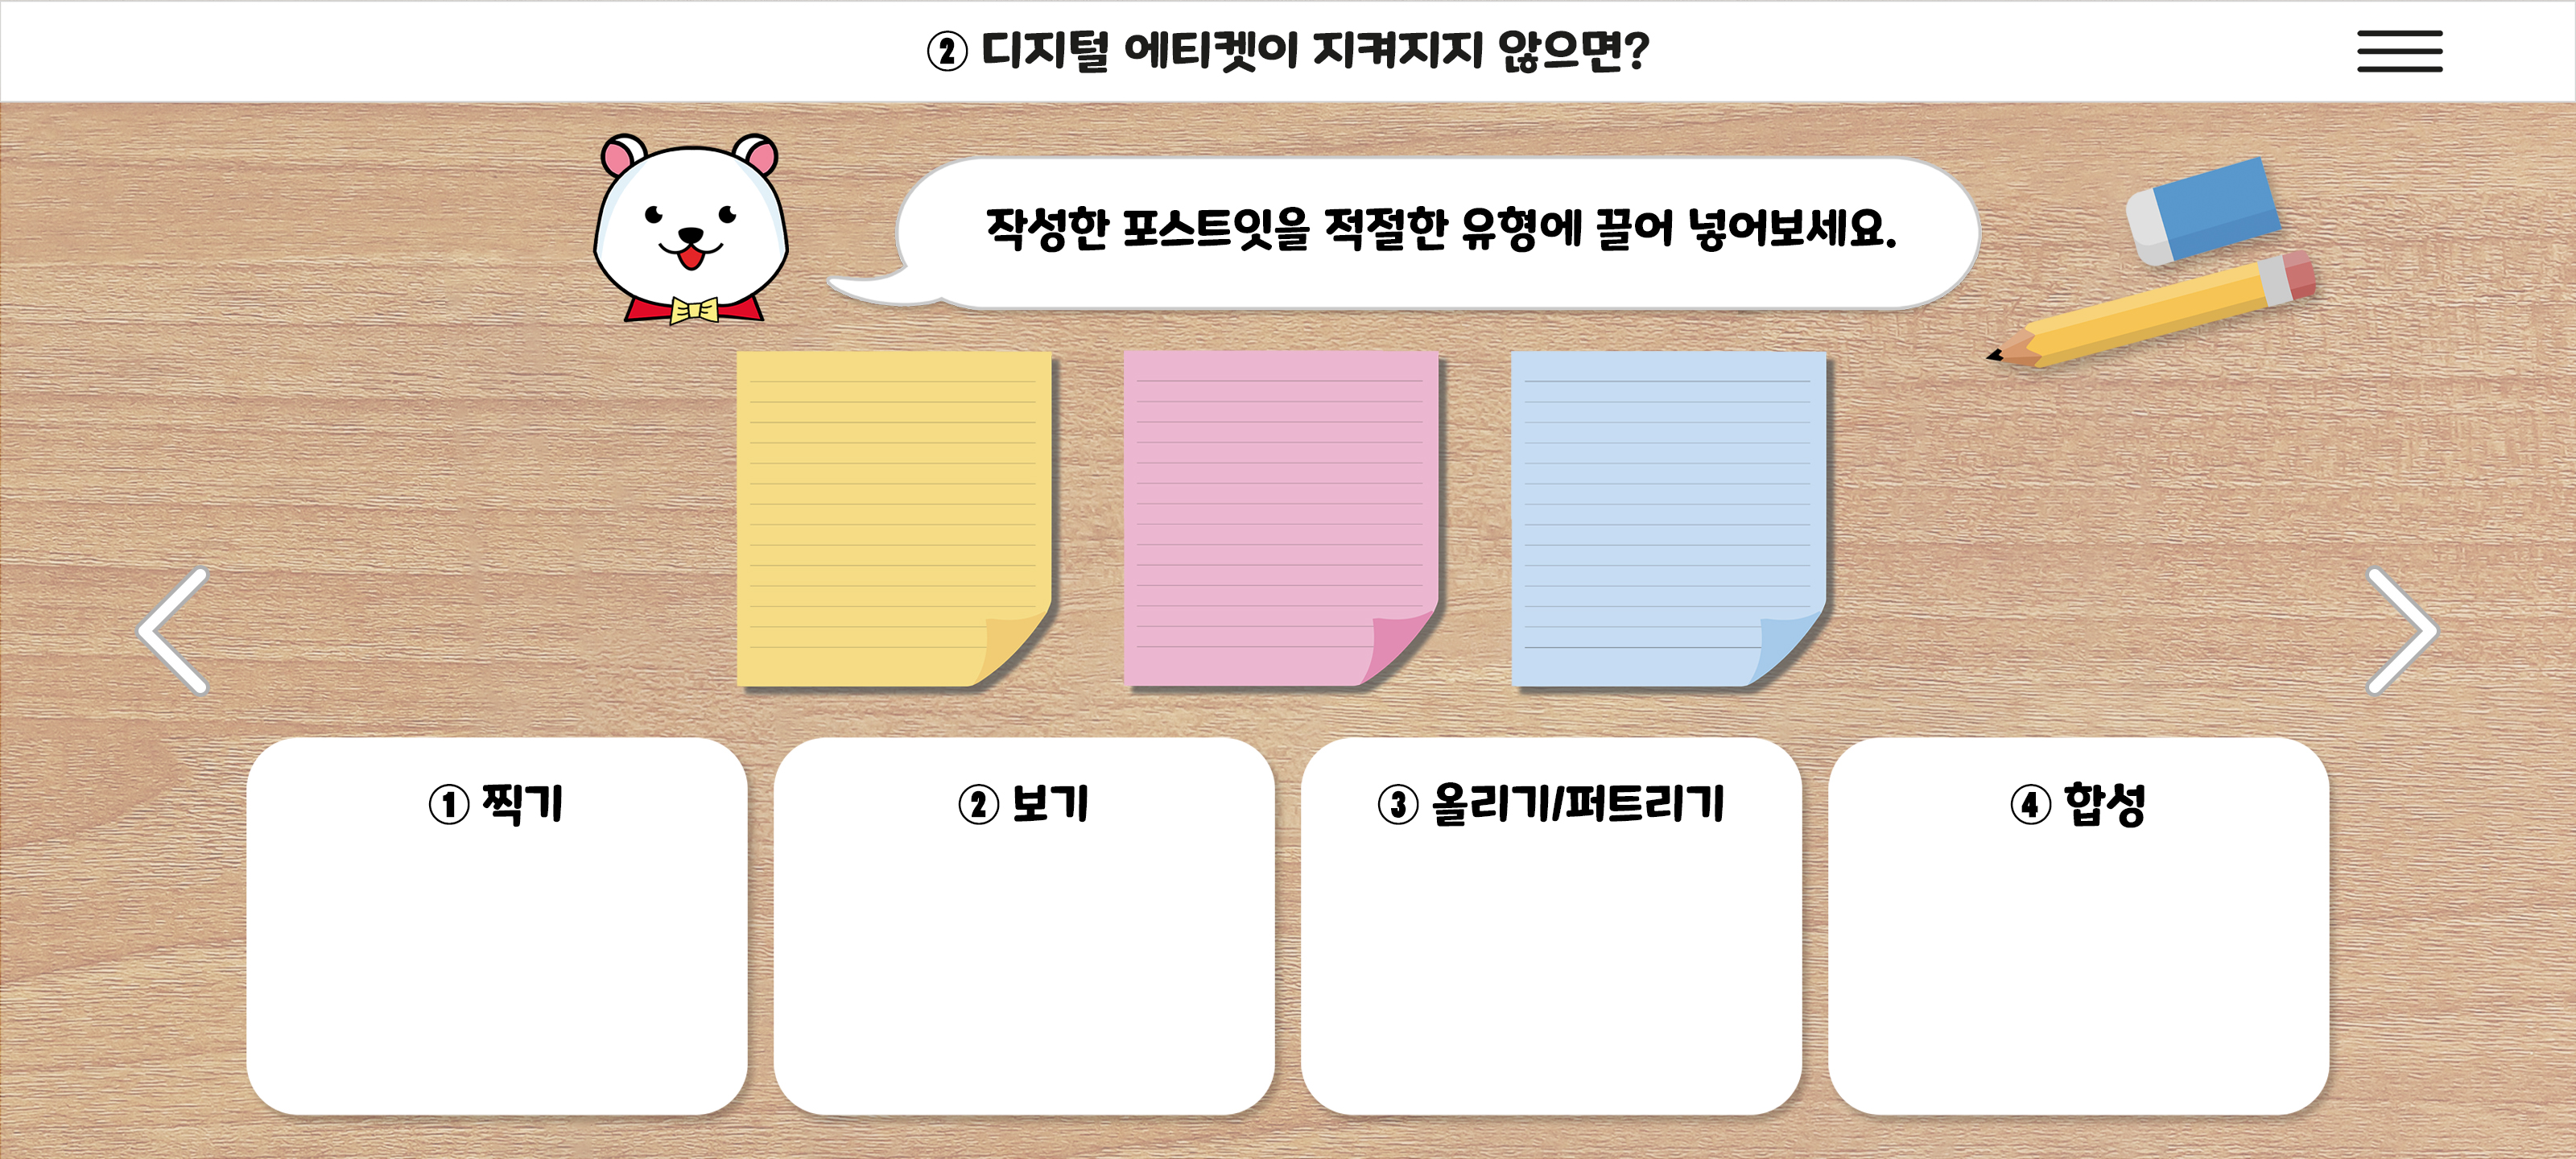 ② 디지털 에티켓이 지켜지지 않으면?
작성한 포스트잇을 적절한 유형에 끌어 넣어보세요.
① 찍기
② 보기
③ 올리기/퍼트리기
④ 합성